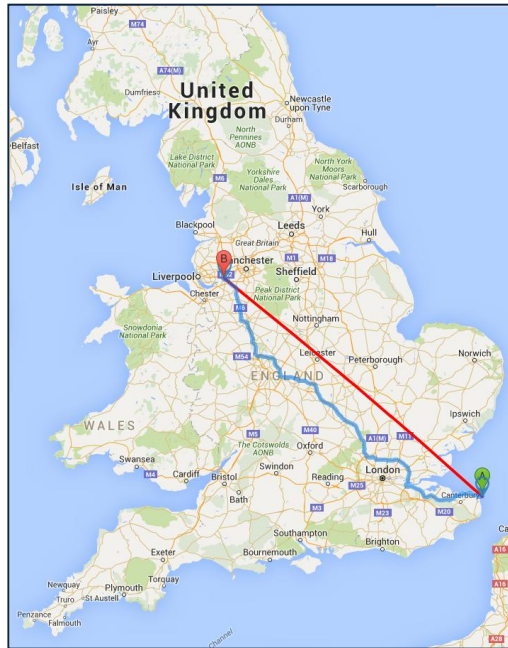 Paisley
M74
Ayr
A74(M)
Dumfries
United
Kingdom
Newcastle
upon Tyne
Durham
North
Pennines
AONB
Belfast
Lake District
National Park
M6
North York
Moors
National Park
Isle of Man
Scarborough
Yorkshire
Dales
National Park
A1(M)
York
Blackpool
Leeds
Great Britain
Hull
M1
M18
B
Manchester
Liverpool
Sheffield
Chester
Peak District
National Park
M6
Snowdonia
National Park
Nottingham
M54
Leicester
Norwich
Peterborough
ENGLAND
WALES
Ipswich
M5
M40
A1(M)
M11
The Cotswolds
AONB
Oxford
Swansea
M4
Cardiff
Swindon
London
A
Bristol
Reading
M25
Canterbury
Bath
M3
M23
M20
Southampton
Brighton
Exeter
Bournemouth
A16
Newquay
Torquay
Truro
St Austell
Plymouth
Penzance
Falmouth
Channel
A28